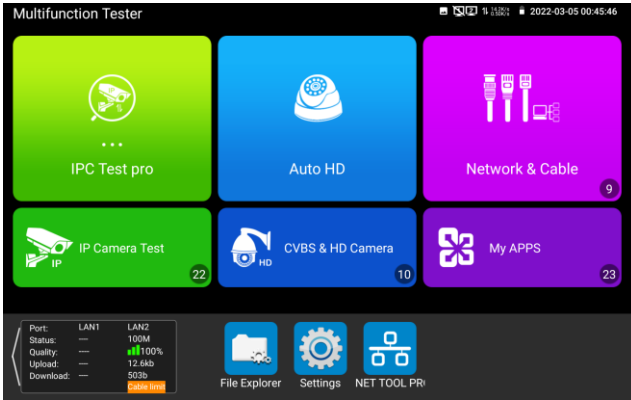 Multifunction Tester
2022-03-05 00:45:46
IPC Test pro
Auto HD
Network & Cable
9
IP
IP Camera Test
22
HD
CVBS & HD Camera
10
My APPS
23
Port: LAN1 LAN2
Status: --- 100M
Quality: --- 100%
Upload: --- 12.6kb
Download: --- 503b
Cable limit
File Explorer
Settings
NET TOOL PR